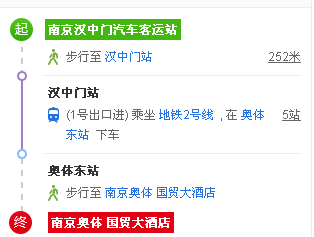 起 南京汉中门汽车客运站
步行至 汉中门站 252米
汉中门站
(1号出口进) 乘坐 地铁2号线 , 在 奥体 5站
东站 下车
奥体东站
步行至 南京奥体 国贸大酒店
终 南京奥体 国贸大酒店